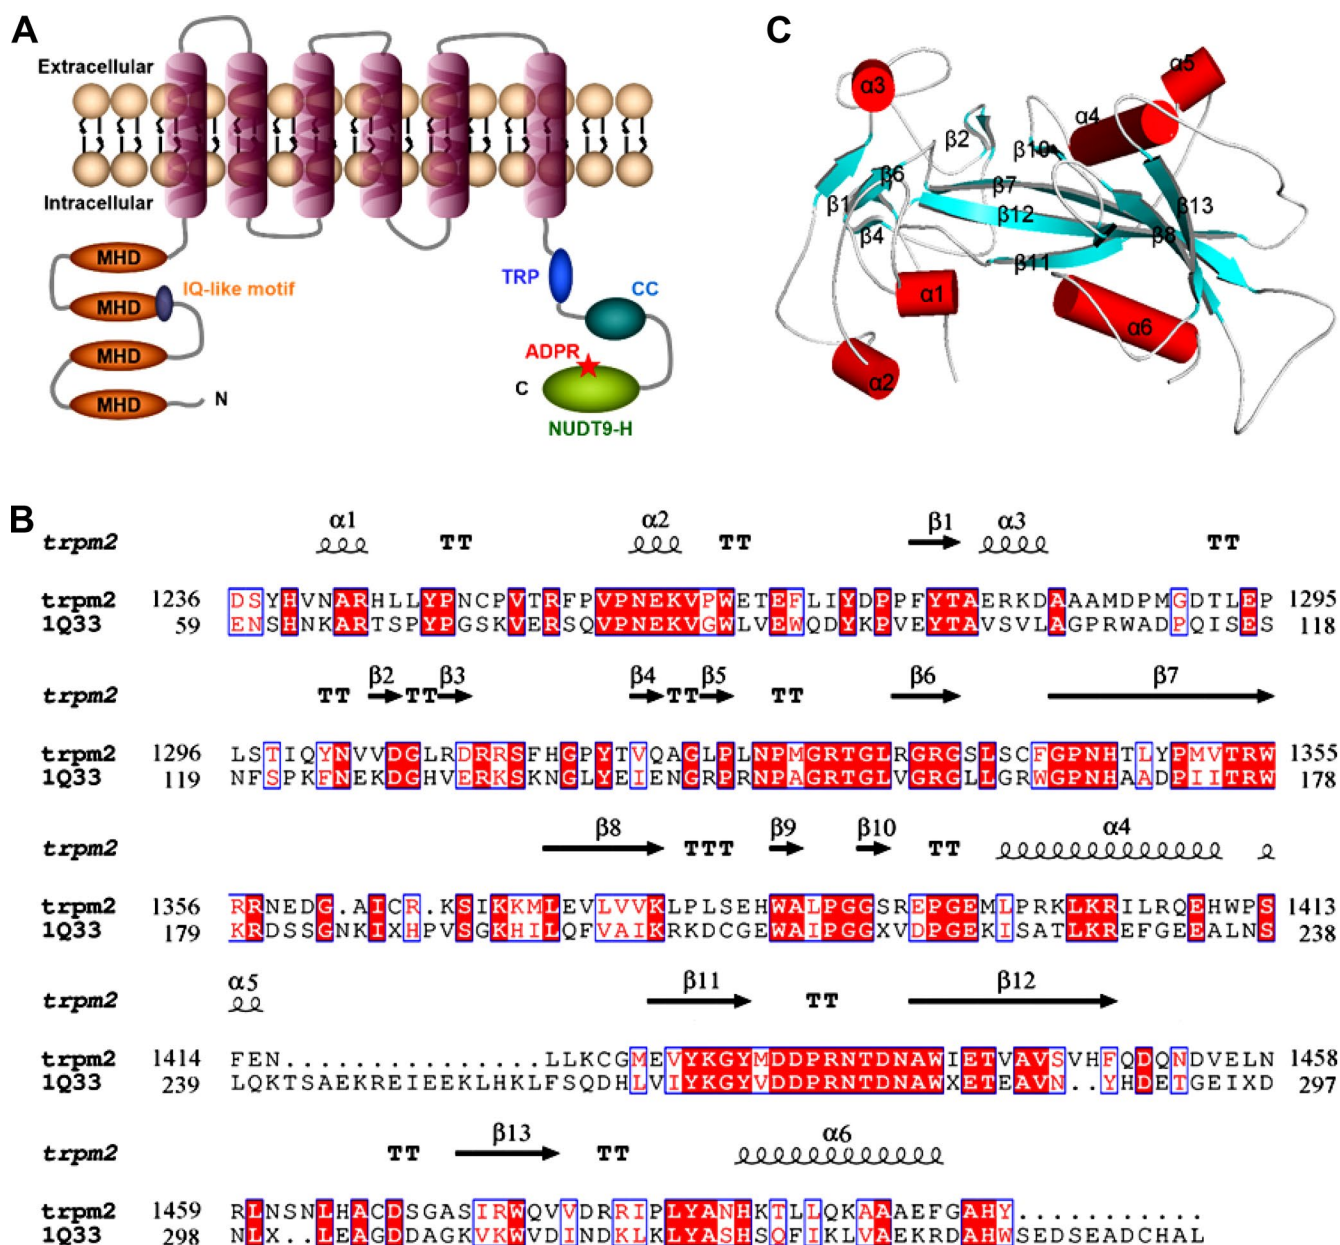 A
Extracellular
Intracellular
MHD
MHD
MHD
MHD
IQ-like motif
N
TRP
CC
ADPR
C
NUDT9-H
C
α3
α5
α4
β2
β10
β6
β7
β1
β12
β13
β4
β8
β11
α1
α6
α2
B
trpm2 α1 TT α2 TT β1 α3 TT
trpm2 1236 DSYHVNARHLLYPNCPVTRFPVPNEKVPWETEFLIYDPPFYTAERKDAAAMDPMGDTLEP 1295
1Q33 59 ENSHNKARTSPYPGSKVERSQVPNEKVGWLVEWQDYKPVEYTAVSVLAGPRWADPQISES 118
trpm2 TT β2 TT β3 β4 TT β5 TT β6 β7
trpm2 1296 LSTIQYNVVDGLRDRRSFHGPYTVQAGLPLNPMGRTGLRGRGSLSCFGPNHTLYPMVTRW 1355
1Q33 119 NFSPKFNEKDGHVERKSKNGLYEIENGRPRNPAGRTGLVGRGLLGRWGPNHAADPIITRW 178
trpm2 β8 TTT β9 β10 TT α4
trpm2 1356 RRNEDG.AICR.KSIKKMLEVLVVKLPLSEHWALPGGSREPGEMLPRKLKRILRQEHWPS 1413
1Q33 179 KRDSSGNKIXHPVSGKHILQFVAIKRKDCGEWAIPGGXVDPGEKISATLKREFGEEALNS 238
trpm2 α5 β11 TT β12
trpm2 1414 FEN...............LLKCGMEVYKGYMDDPRNTDNAWIETVAVSVHFQDQNDVELN 1458
1Q33 239 LQKTSAEKREIEEKLHKLFSQDHLVIYKGYVDDPRNTDNAWXETEAVN..YHDETGEIXD 297
trpm2 TT β13 TT α6
trpm2 1459 RLNSNLHACDSGASIRWQVVDRRIPLYANHKTLLQKAAAEFGAHY...........
1Q33 298 NLX..LEAGDDAGKVKWVDINDKLKLYASHSQFIKLVAEKRDAHWSEDSEADCHAL